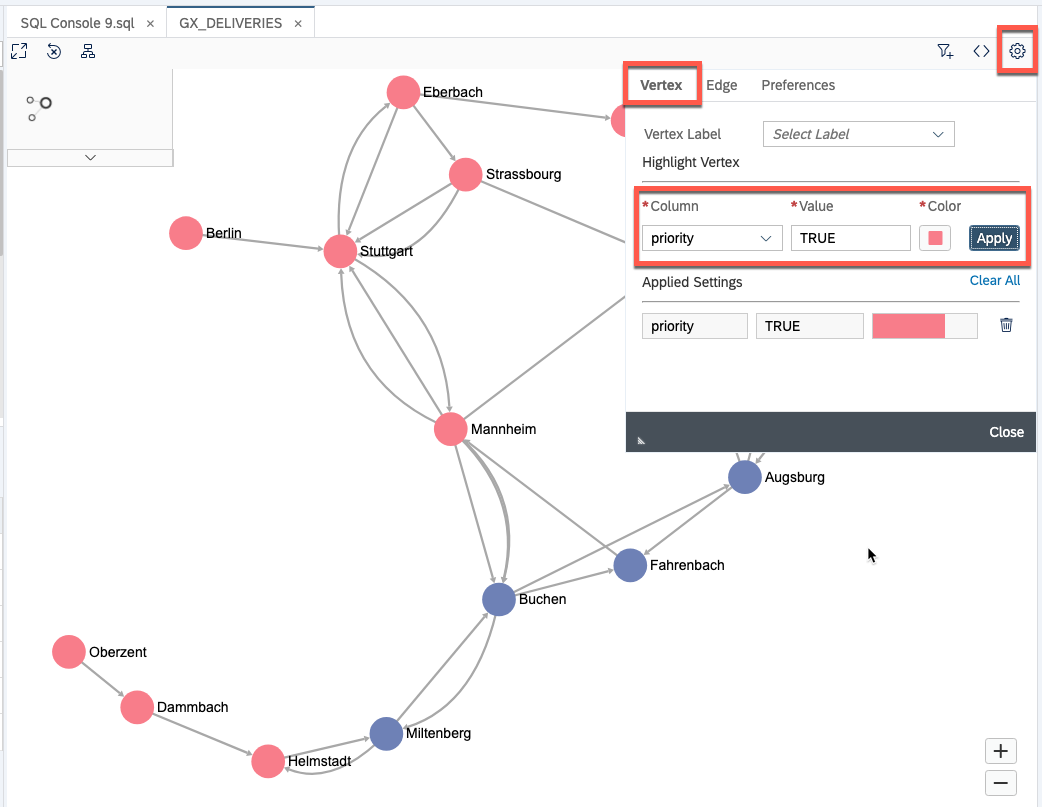 SQL Console 9.sql ×
GX_DELIVERIES ×
Vertex
Edge
Preferences
Vertex Label
Select Label
Highlight Vertex
*Column
*Value
*Color
priority
TRUE
Apply
Applied Settings
Clear All
priority
TRUE
Close
Eberbach
Strassbourg
Berlin
Stuttgart
Mannheim
Augsburg
Fahrenbach
Buchen
Oberzent
Dammbach
Miltenberg
Helmstadt